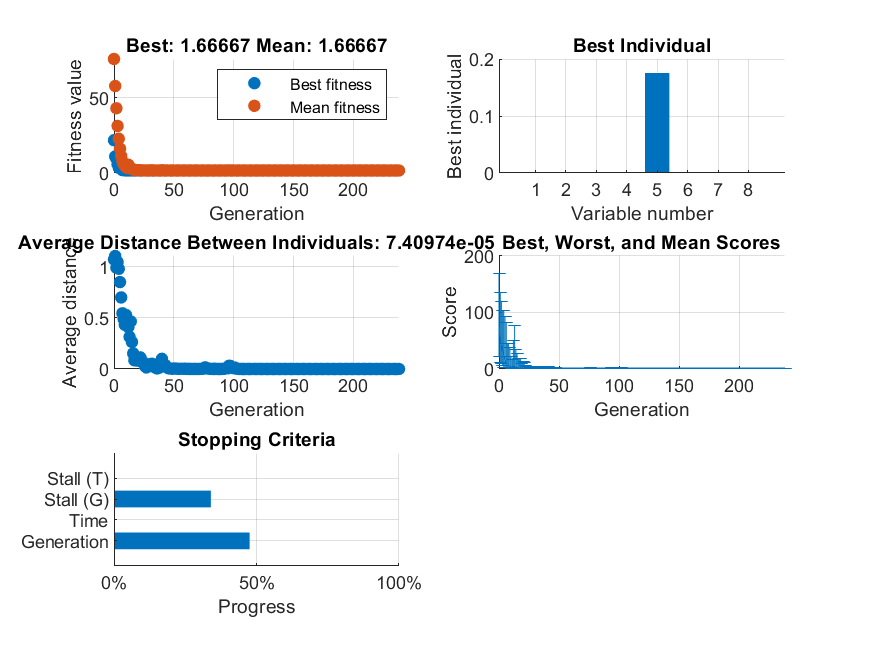 Best: 1.66667 Mean: 1.66667
Fitness value
50
0
Best fitness
Mean fitness
0 50 100 150 200
Generation
Best Individual
Best individual
0.2
0.1
0
1 2 3 4 5 6 7 8
Variable number
Average Distance Between Individuals: 7.40974e-05
Average distance
1
0.5
0
0 50 100 150 200
Generation
Best, Worst, and Mean Scores
Score
200
100
0
0 50 100 150 200
Generation
Stopping Criteria
Stall (T)
Stall (G)
Time
Generation
0% 50% 100%
Progress